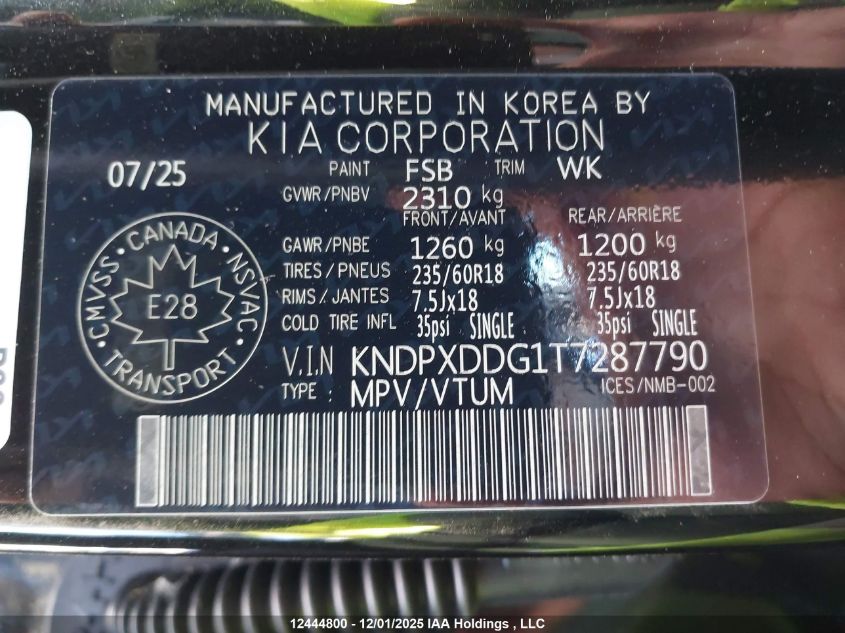 MANUFACTURED IN KOREA BY
KIA CORPORATION
07/25 PAINT FSB TRIM WK
GVWR/PNBV 2310 kg
FRONT/AVANT REAR/ARRIÈRE
GAWR/PNBE 1260 kg 1200 kg
TIRES/PNEUS 235/60R18 235/60R18
RIMS/JANTES 7.5Jx18 7.5Jx18
COLD TIRE INFL 35psi SINGLE 35psi SINGLE
V.I.N KNDPXDDG1T7287790
TYPE : MPV/VTUM ICES/NMB-002
CMVSS · CANADA · NSVAC
E28
TRANSPORT
12444800 - 12/01/2025 IAA Holdings , LLC